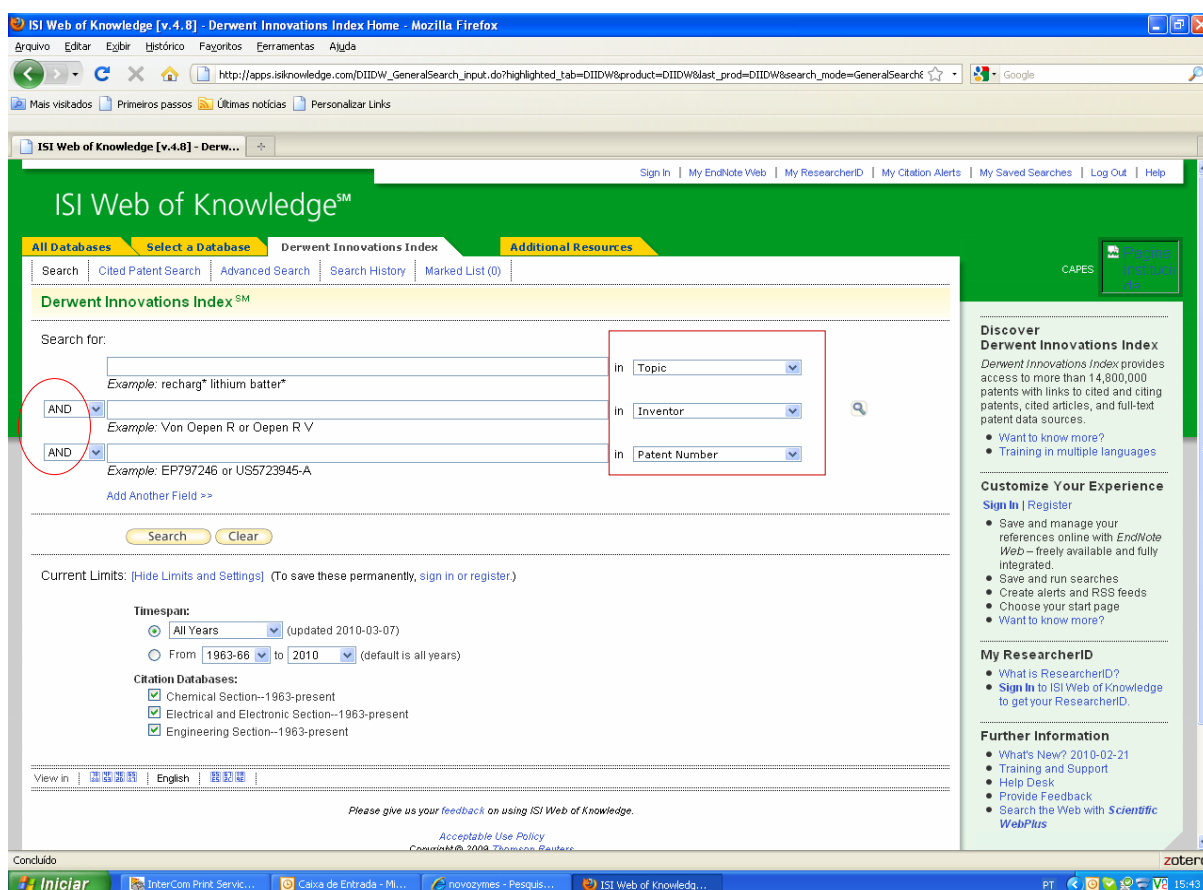 ISI Web of Knowledge [v.4.8] - Derwent Innovations Index Home - Mozilla Firefox
Arquivo Editar Exibir Histórico Favoritos Ferramentas Ajuda
http://apps.isiknowledge.com/DIIDW_GeneralSearch_input.do?highlighted_tab=DIIDW&product=DIIDW&last_prod=DIIDW&search_mode=GeneralSearch& Google
Mais visitados Primeiros passos Últimas notícias Personalizar Links
ISI Web of Knowledge [v.4.8] - Derw...
Sign In | My EndNote Web | My ResearcherID | My Citation Alerts | My Saved Searches | Log Out | Help
ISI Web of Knowledge℠
All Databases Select a Database Derwent Innovations Index Additional Resources
Search Cited Patent Search Advanced Search Search History Marked List (0)
CAPES
Derwent Innovations Index ℠
Search for:
in Topic
Example: recharg* lithium batter*
AND in Inventor
Example: Von Oepen R or Oepen R V
AND in Patent Number
Example: EP797246 or US5723945-A
Add Another Field >>
Search Clear
Current Limits: [Hide Limits and Settings] (To save these permanently, sign in or register.)
Timespan:
All Years (updated 2010-03-07)
From 1963-66 to 2010 (default is all years)
Citation Databases:
Chemical Section--1963-present
Electrical and Electronic Section--1963-present
Engineering Section--1963-present
View in | | English | |
Please give us your feedback on using ISI Web of Knowledge.
Acceptable Use Policy
Copyright © 2009 Thomson Reuters
Discover
Derwent Innovations Index
Derwent Innovations Index provides
access to more than 14,800,000
patents with links to cited and citing
patents, cited articles, and full-text
patent data sources.
Want to know more?
Training in multiple languages
Customize Your Experience
Sign In | Register
Save and manage your
references online with EndNote
Web – freely available and fully
integrated.
Save and run searches
Create alerts and RSS feeds
Choose your start page
Want to know more?
My ResearcherID
What is ResearcherID?
Sign In to ISI Web of Knowledge
to get your ResearcherID.
Further Information
What's New? 2010-02-21
Training and Support
Help Desk
Provide Feedback
Search the Web with Scientific
WebPlus
Concluído zotero
Iniciar InterCom Print Servic... Caixa de Entrada - Mi... novozymes - Pesquis... ISI Web of Knowledg... PT 15:43